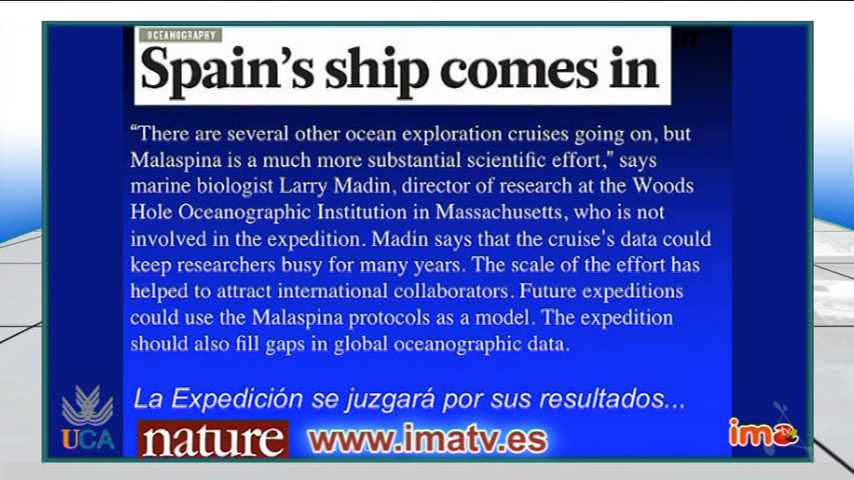 OCEANOGRAPHY
Spain's ship comes in
“There are several other ocean exploration cruises going on, but
Malaspina is a much more substantial scientific effort,” says
marine biologist Larry Madin, director of research at the Woods
Hole Oceanographic Institution in Massachusetts, who is not
involved in the expedition. Madin says that the cruise's data could
keep researchers busy for many years. The scale of the effort has
helped to attract international collaborators. Future expeditions
could use the Malaspina protocols as a model. The expedition
should also fill gaps in global oceanographic data.
La Expedición se juzgará por sus resultados...
UCA
nature
www.imatv.es
ima